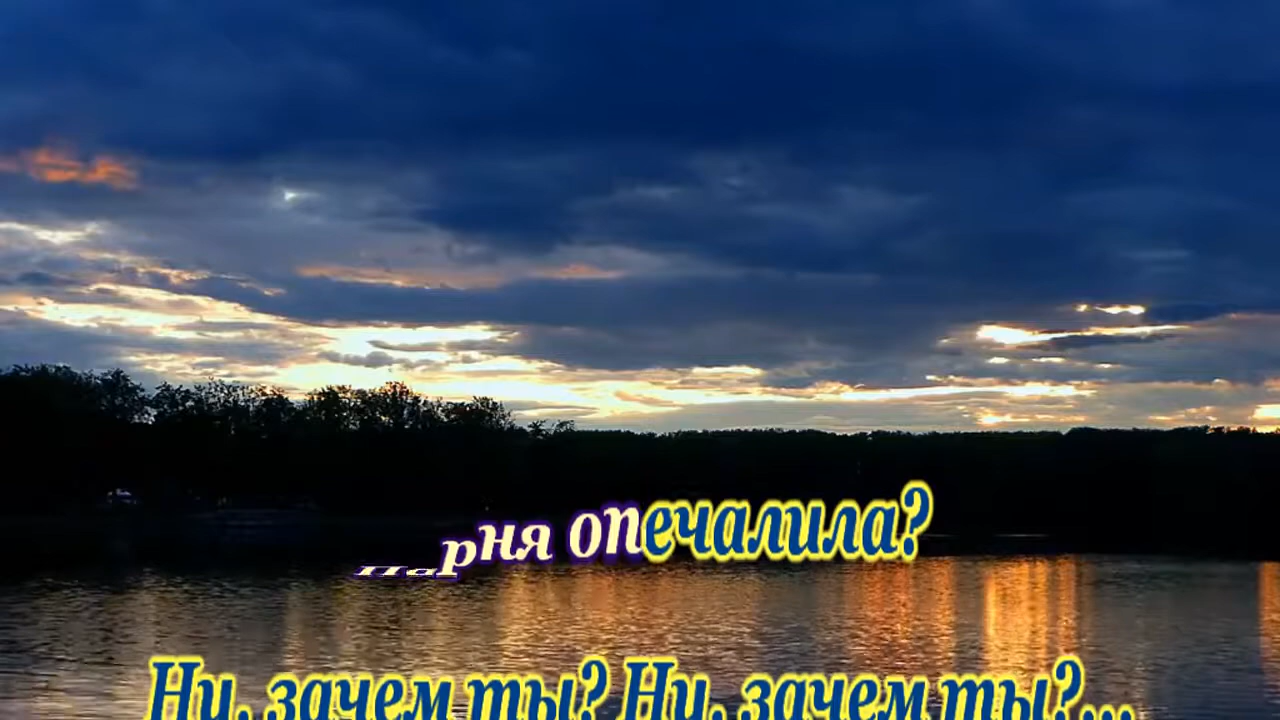 Парня опечалила?
Ну, зачем ты? Ну, зачем ты?...